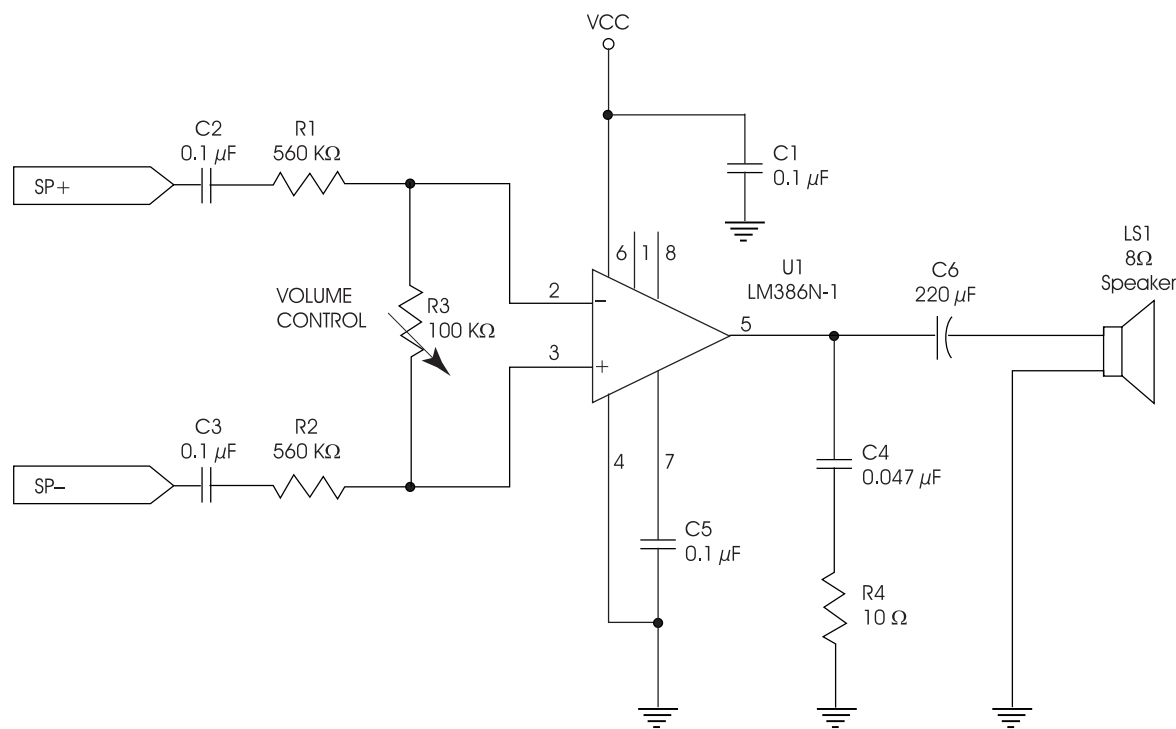 VCC
C2
0.1 µF
R1
560 KΩ
SP+
C1
0.1 µF
6
1
8
U1
LM386N-1
C6
220 µF
LS1
8Ω
Speaker
VOLUME
CONTROL
R3
100 KΩ
2
–
3
+
5
C3
0.1 µF
R2
560 KΩ
SP–
4
7
C4
0.047 µF
C5
0.1 µF
R4
10 Ω